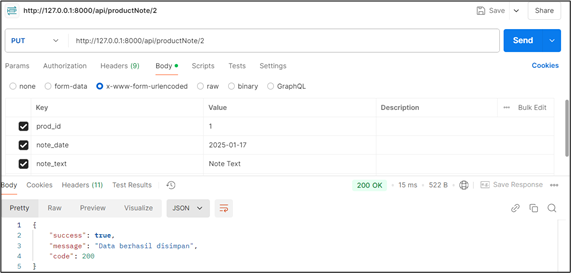 http://127.0.0.1:8000/api/productNote/2 Save Share
PUT http://127.0.0.1:8000/api/productNote/2 Send
Params Authorization Headers (9) Body Scripts Tests Settings Cookies
none form-data x-www-form-urlencoded raw binary GraphQL
Key Value Description Bulk Edit
prod_id 1
note_date 2025-01-17
note_text Note Text
Body Cookies Headers (11) Test Results 200 OK 15 ms 522 B Save Response
Pretty Raw Preview Visualize JSON
1 {
2 "success": true,
3 "message": "Data berhasil disimpan",
4 "code": 200
5 }